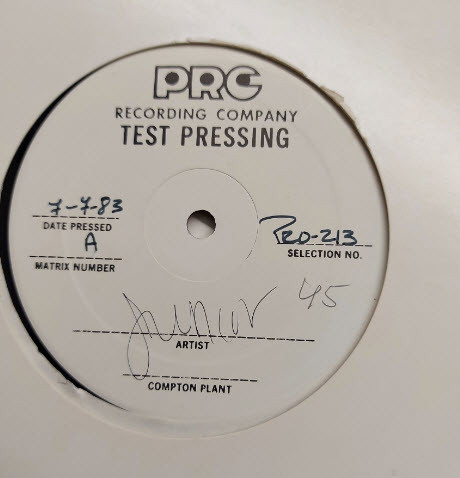 PRC
RECORDING COMPANY
TEST PRESSING
7-7-83
DATE PRESSED
A
MATRIX NUMBER
PRO-213
SELECTION NO.
45
Junior
ARTIST
COMPTON PLANT